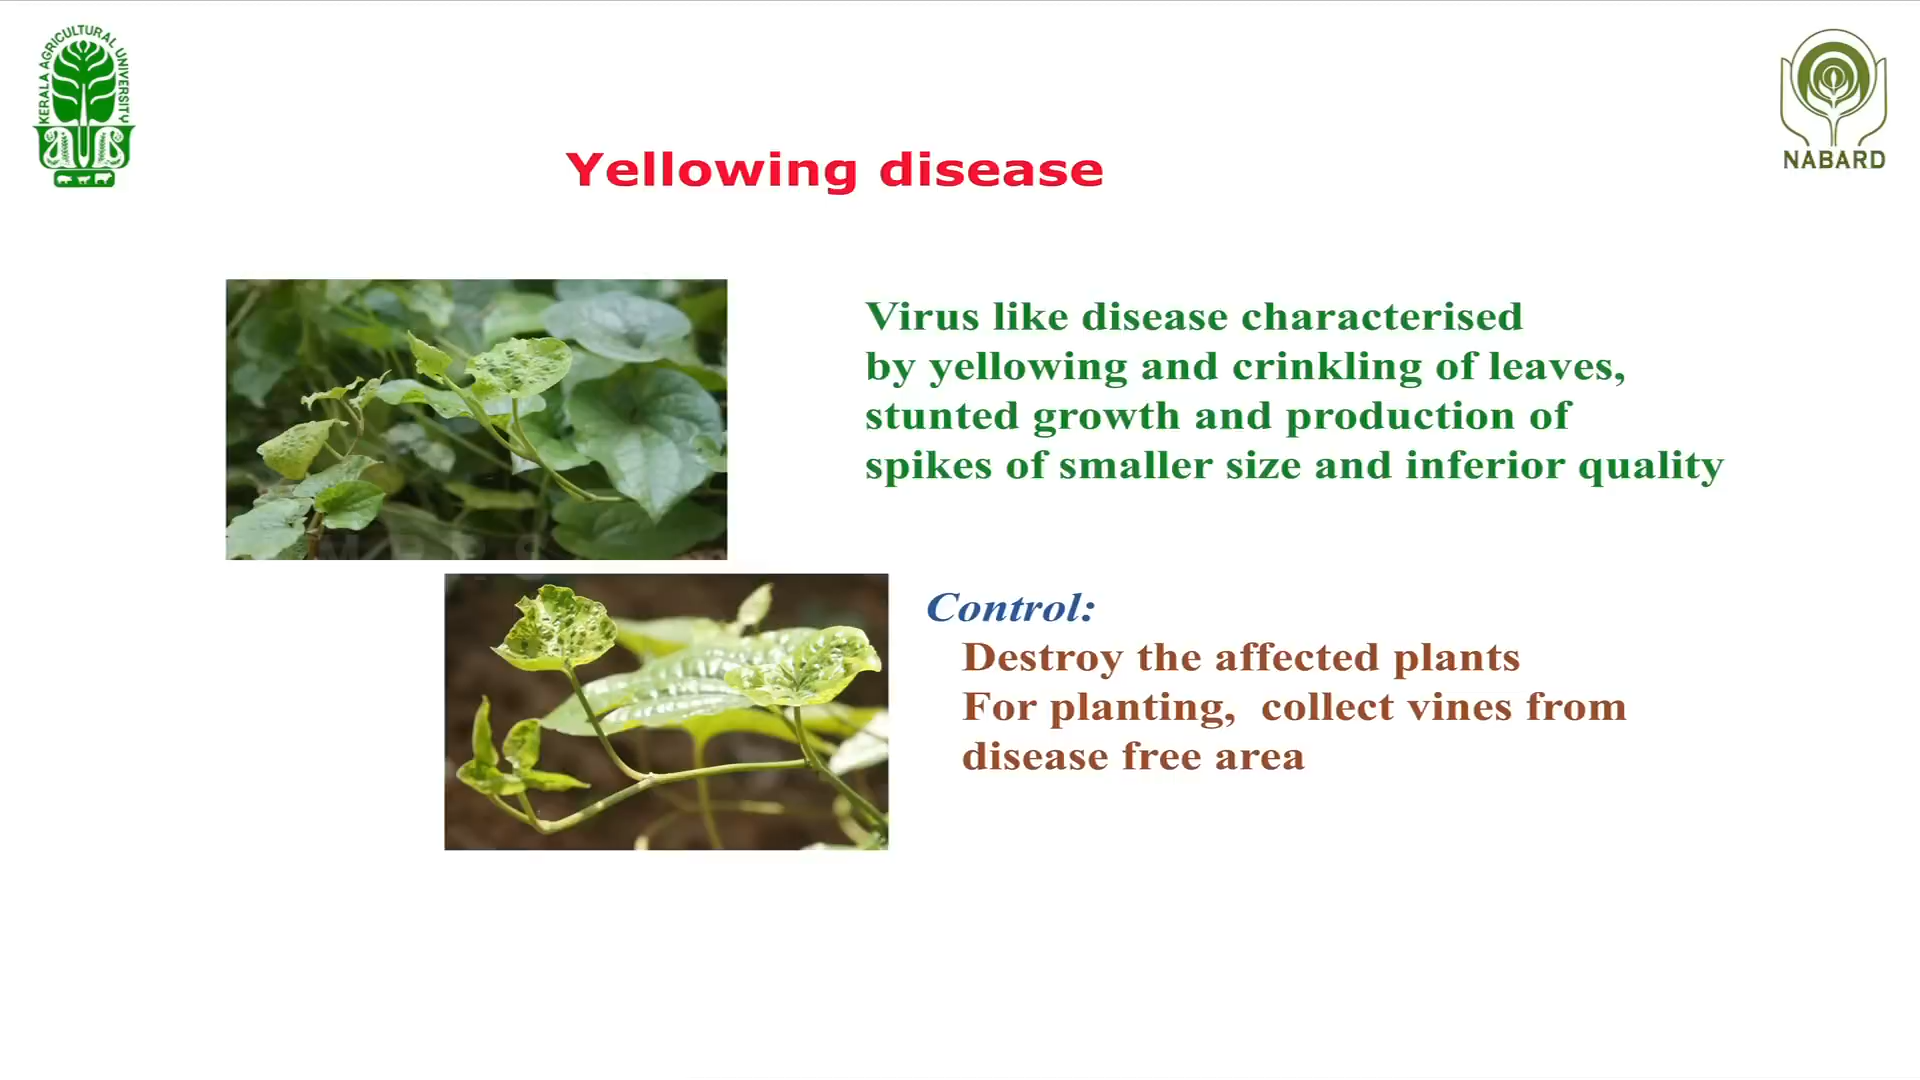 KERALA AGRICULTURAL UNIVERSITY
NABARD
Yellowing disease
Virus like disease characterised
by yellowing and crinkling of leaves,
stunted growth and production of
spikes of smaller size and inferior quality
Control:
Destroy the affected plants
For planting,  collect vines from
disease free area